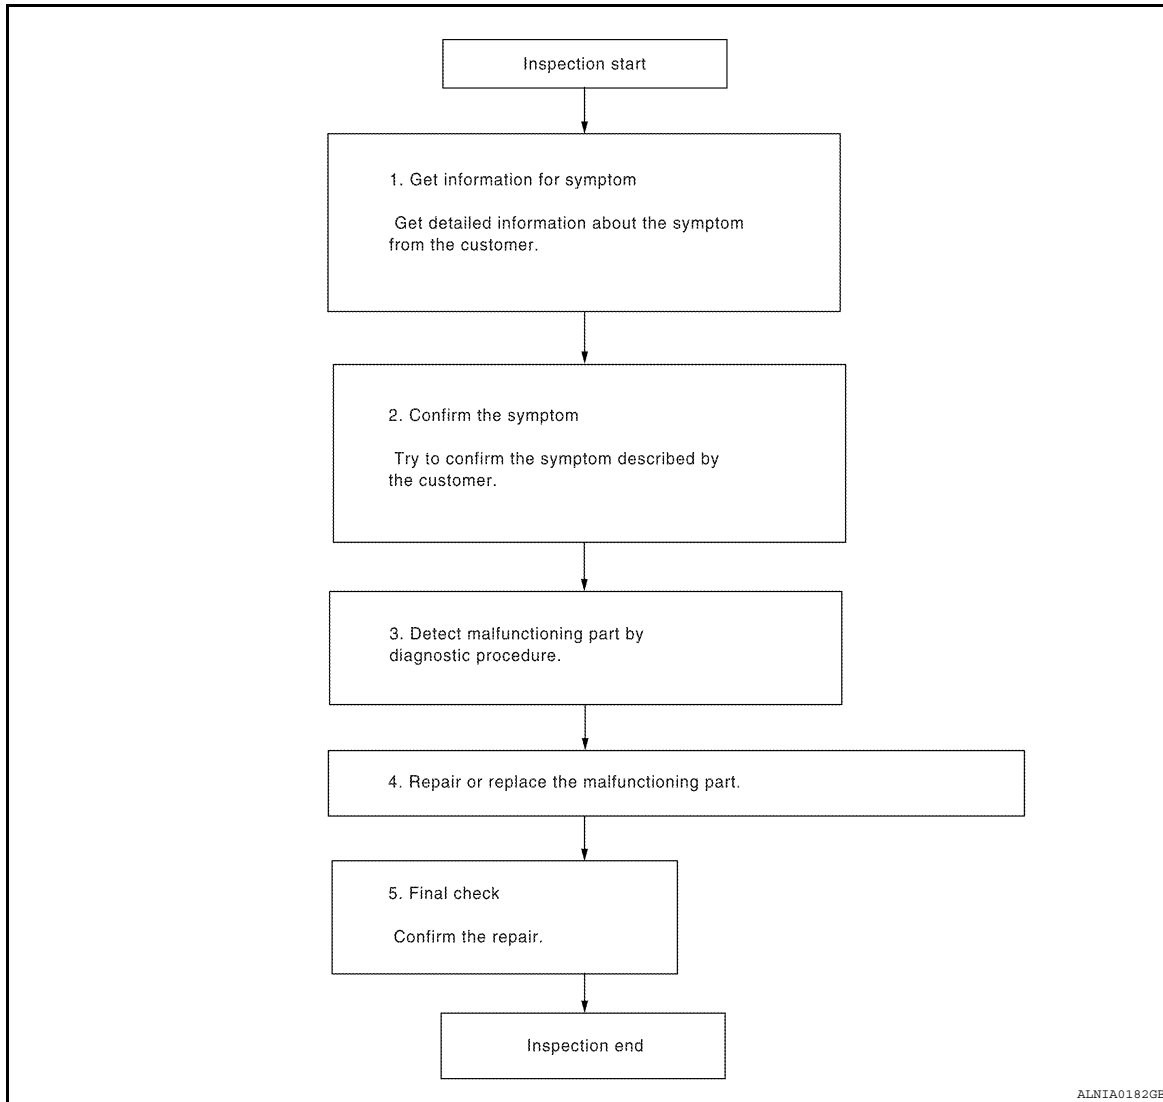 Inspection start
1. Get information for symptom
Get detailed information about the symptom
from the customer.
2. Confirm the symptom
Try to confirm the symptom described by
the customer.
3. Detect malfunctioning part by
diagnostic procedure.
4. Repair or replace the malfunctioning part.
5. Final check
Confirm the repair.
Inspection end
ALNIA0182GB